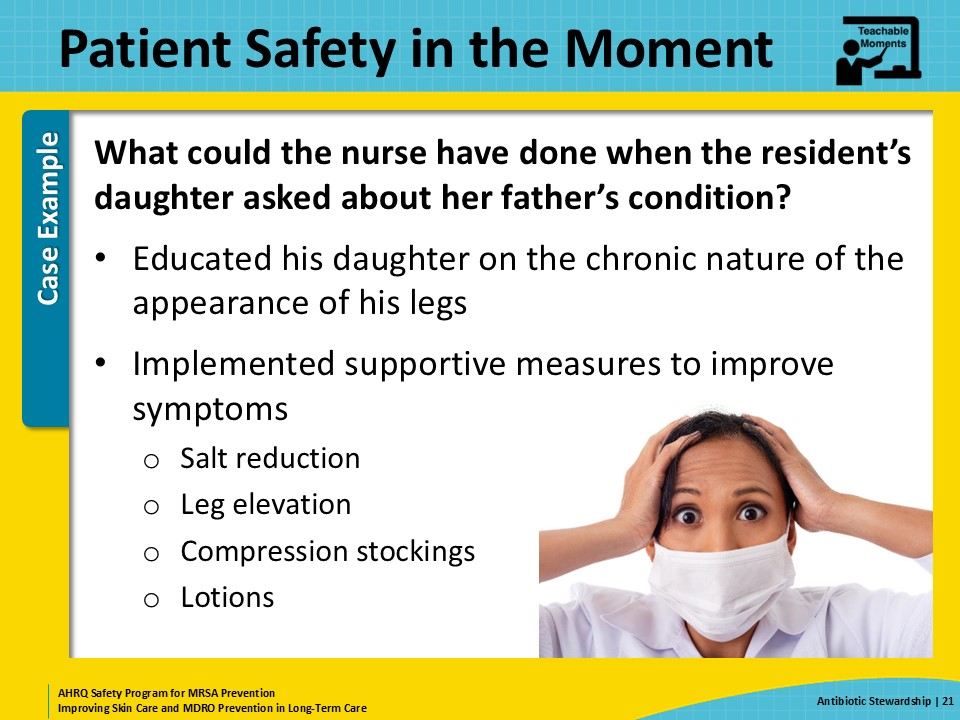 Patient Safety in the Moment
Teachable
Moments
Case Example
What could the nurse have done when the resident’s
daughter asked about her father’s condition?
• Educated his daughter on the chronic nature of the
appearance of his legs
• Implemented supportive measures to improve
symptoms
o Salt reduction
o Leg elevation
o Compression stockings
o Lotions
AHRQ Safety Program for MRSA Prevention
Improving Skin Care and MDRO Prevention in Long-Term Care
Antibiotic Stewardship | 21